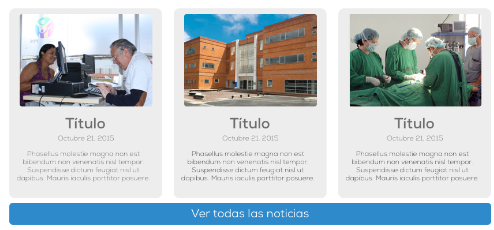 Título
Octubre 21, 2015
Phasellus molestie magna non est
bibendum non venenatis nisl tempor.
Suspendisse dictum feugiat nisl ut
dapibus. Mauris iaculis porttitor posuere.
Título
Octubre 21, 2015
Phasellus molestie magna non est
bibendum non venenatis nisl tempor.
Suspendisse dictum feugiat nisl ut
dapibus. Mauris iaculis porttitor posuere.
Título
Octubre 21, 2015
Phasellus molestie magna non est
bibendum non venenatis nisl tempor.
Suspendisse dictum feugiat nisl ut
dapibus. Mauris iaculis porttitor posuere.
Ver todas las noticias